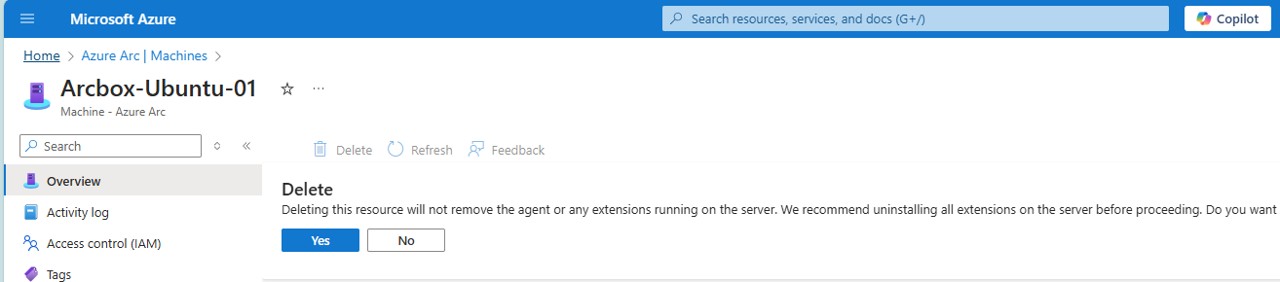 Microsoft Azure
Search resources, services, and docs (G+/)
Copilot
Home > Azure Arc | Machines >
Arcbox-Ubuntu-01
Machine - Azure Arc
Search
Delete Refresh Feedback
Overview
Delete
Deleting this resource will not remove the agent or any extensions running on the server. We recommend uninstalling all extensions on the server before proceeding. Do you want
Activity log
Yes No
Access control (IAM)
Tags